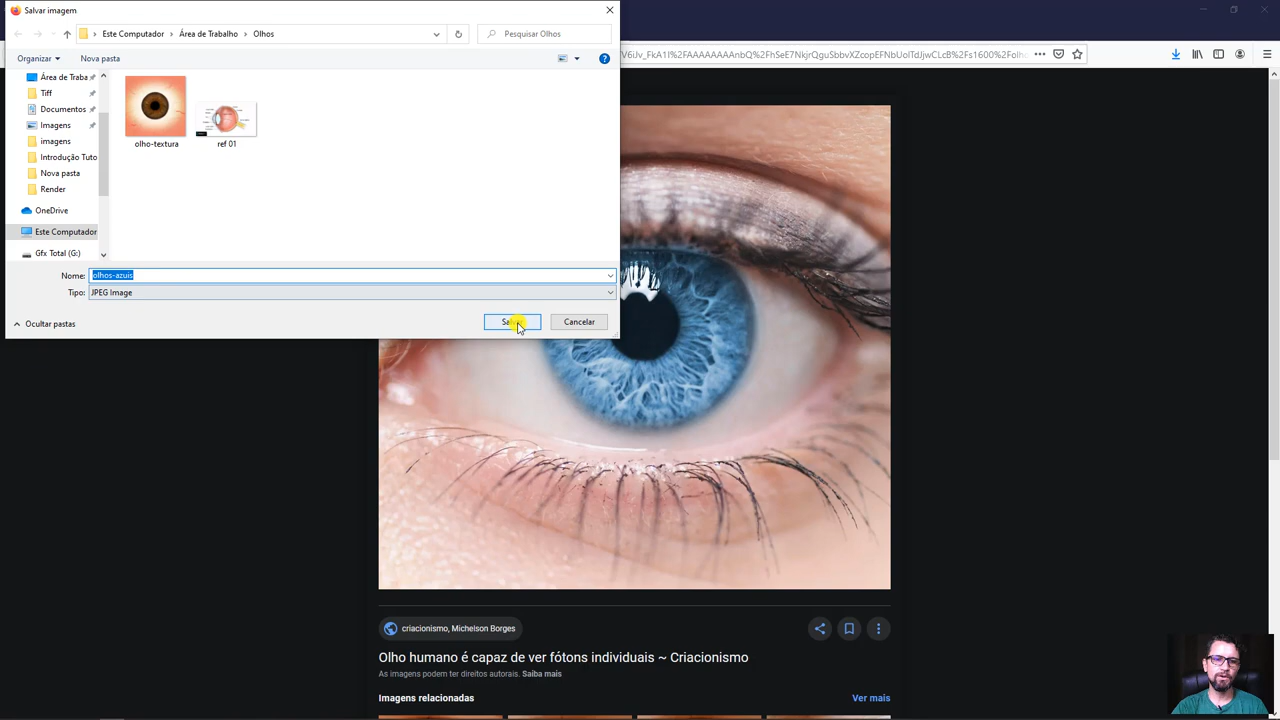 Salvar imagem
Este Computador
Área de Trabalho
Olhos
Pesquisar Olhos
Organizar
Nova pasta
Área de Traba
Tiff
Documentos
Imagens
imagens
Introdução Tuto
Nova pasta
Render
OneDrive
Este Computador
Gfx Total (G:)
olho-textura
ref 01
Nome:
olhos-azuis
Tipo:
JPEG Image
Ocultar pastas
Cancelar
criacionismo, Michelson Borges
Olho humano é capaz de ver fótons individuais ~ Criacionismo
As imagens podem ter direitos autorais. Saiba mais
Imagens relacionadas
Ver mais